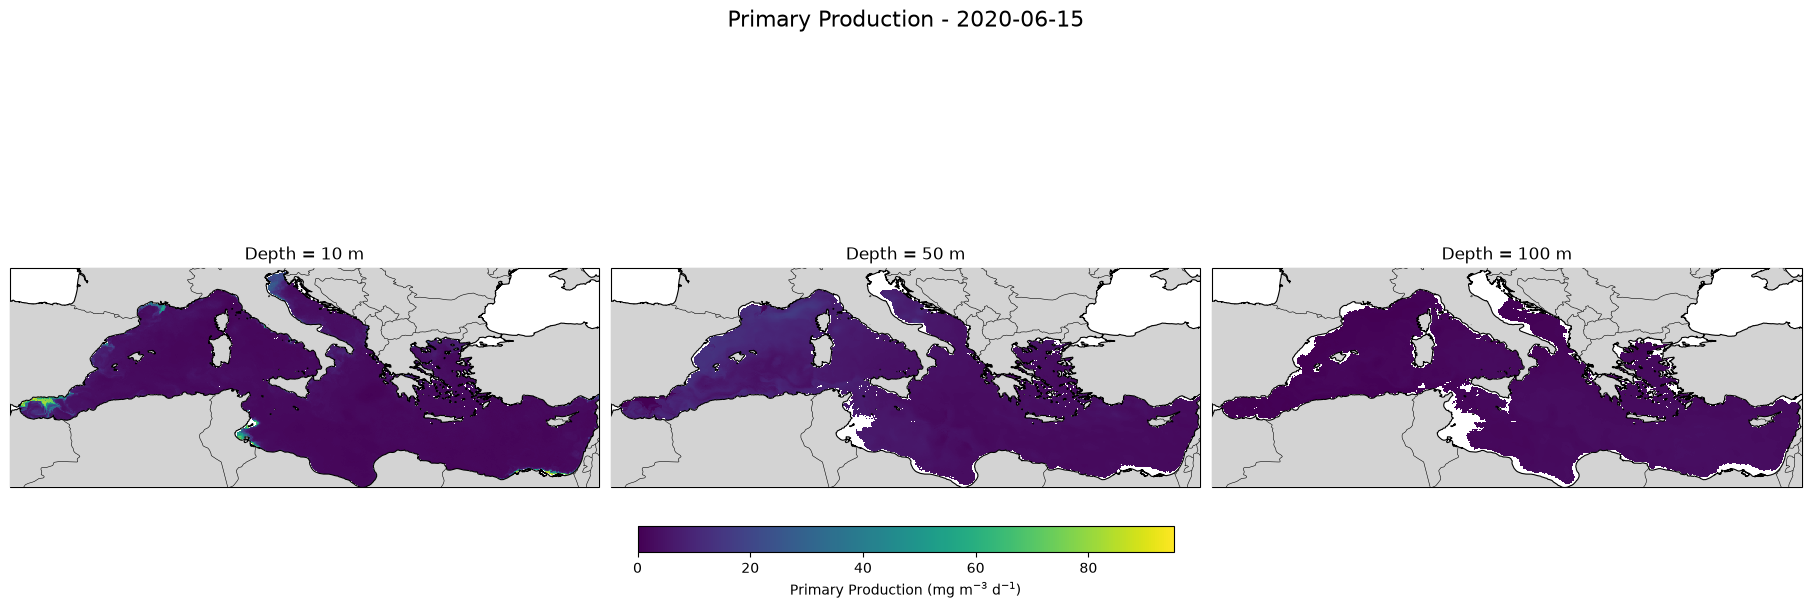 Primary Production - 2020-06-15
Depth = 10 m
Depth = 50 m
Depth = 100 m
0 20 40 60 80
Primary Production (mg m⁻³ d⁻¹)